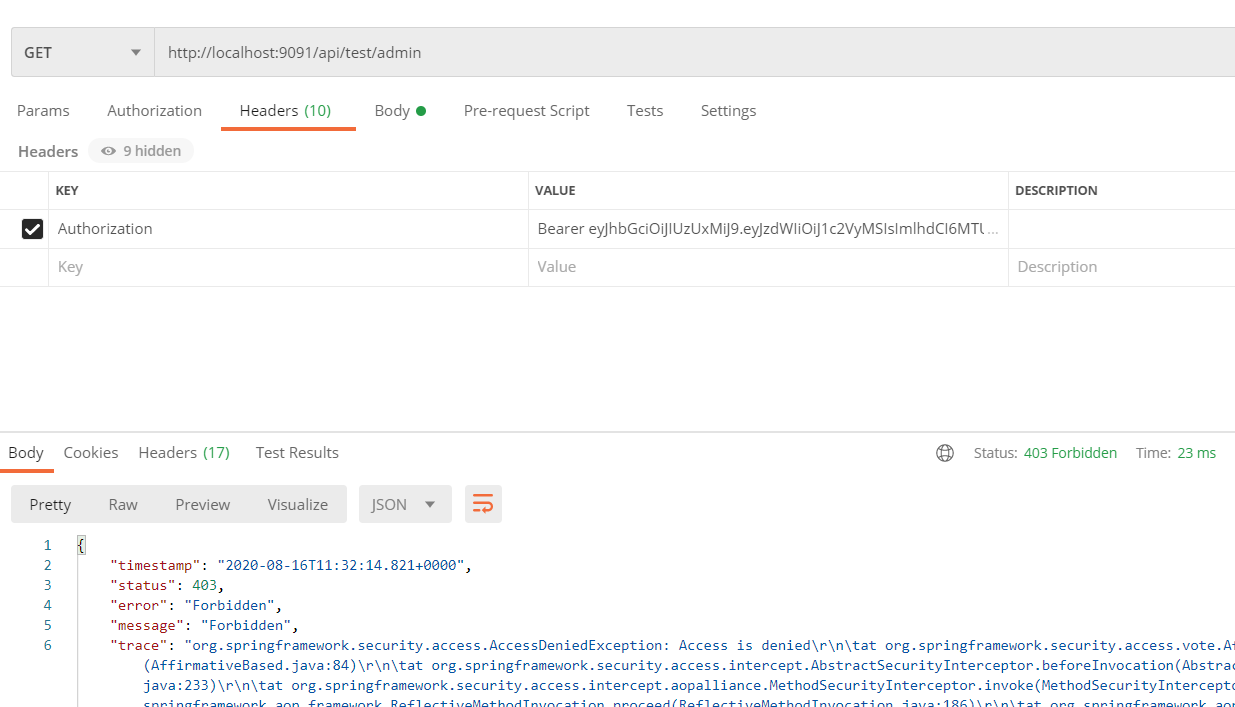 GET http://localhost:9091/api/test/admin
Params Authorization Headers (10) Body Pre-request Script Tests Settings
Headers 9 hidden
KEY VALUE DESCRIPTION
Authorization Bearer eyJhbGciOiJIUzUxMiJ9.eyJzdWIiOiJ1c2VyMSIsImlhdCI6MTU ...
Key Value Description
Body Cookies Headers (17) Test Results Status: 403 Forbidden Time: 23 ms
Pretty Raw Preview Visualize JSON
1 {
2 "timestamp": "2020-08-16T11:32:14.821+0000",
3 "status": 403,
4 "error": "Forbidden",
5 "message": "Forbidden",
6 "trace": "org.springframework.security.access.AccessDeniedException: Access is denied\r\n\tat org.springframework.security.access.vote.Af
(AffirmativeBased.java:84)\r\n\tat org.springframework.security.access.intercept.AbstractSecurityInterceptor.beforeInvocation(Abstrac
java:233)\r\n\tat org.springframework.security.access.intercept.aopalliance.MethodSecurityInterceptor.invoke(MethodSecurityIntercepto
springframework.aop.framework.ReflectiveMethodInvocation.proceed(ReflectiveMethodInvocation.java:186)\r\n\tat org.springframework.aop